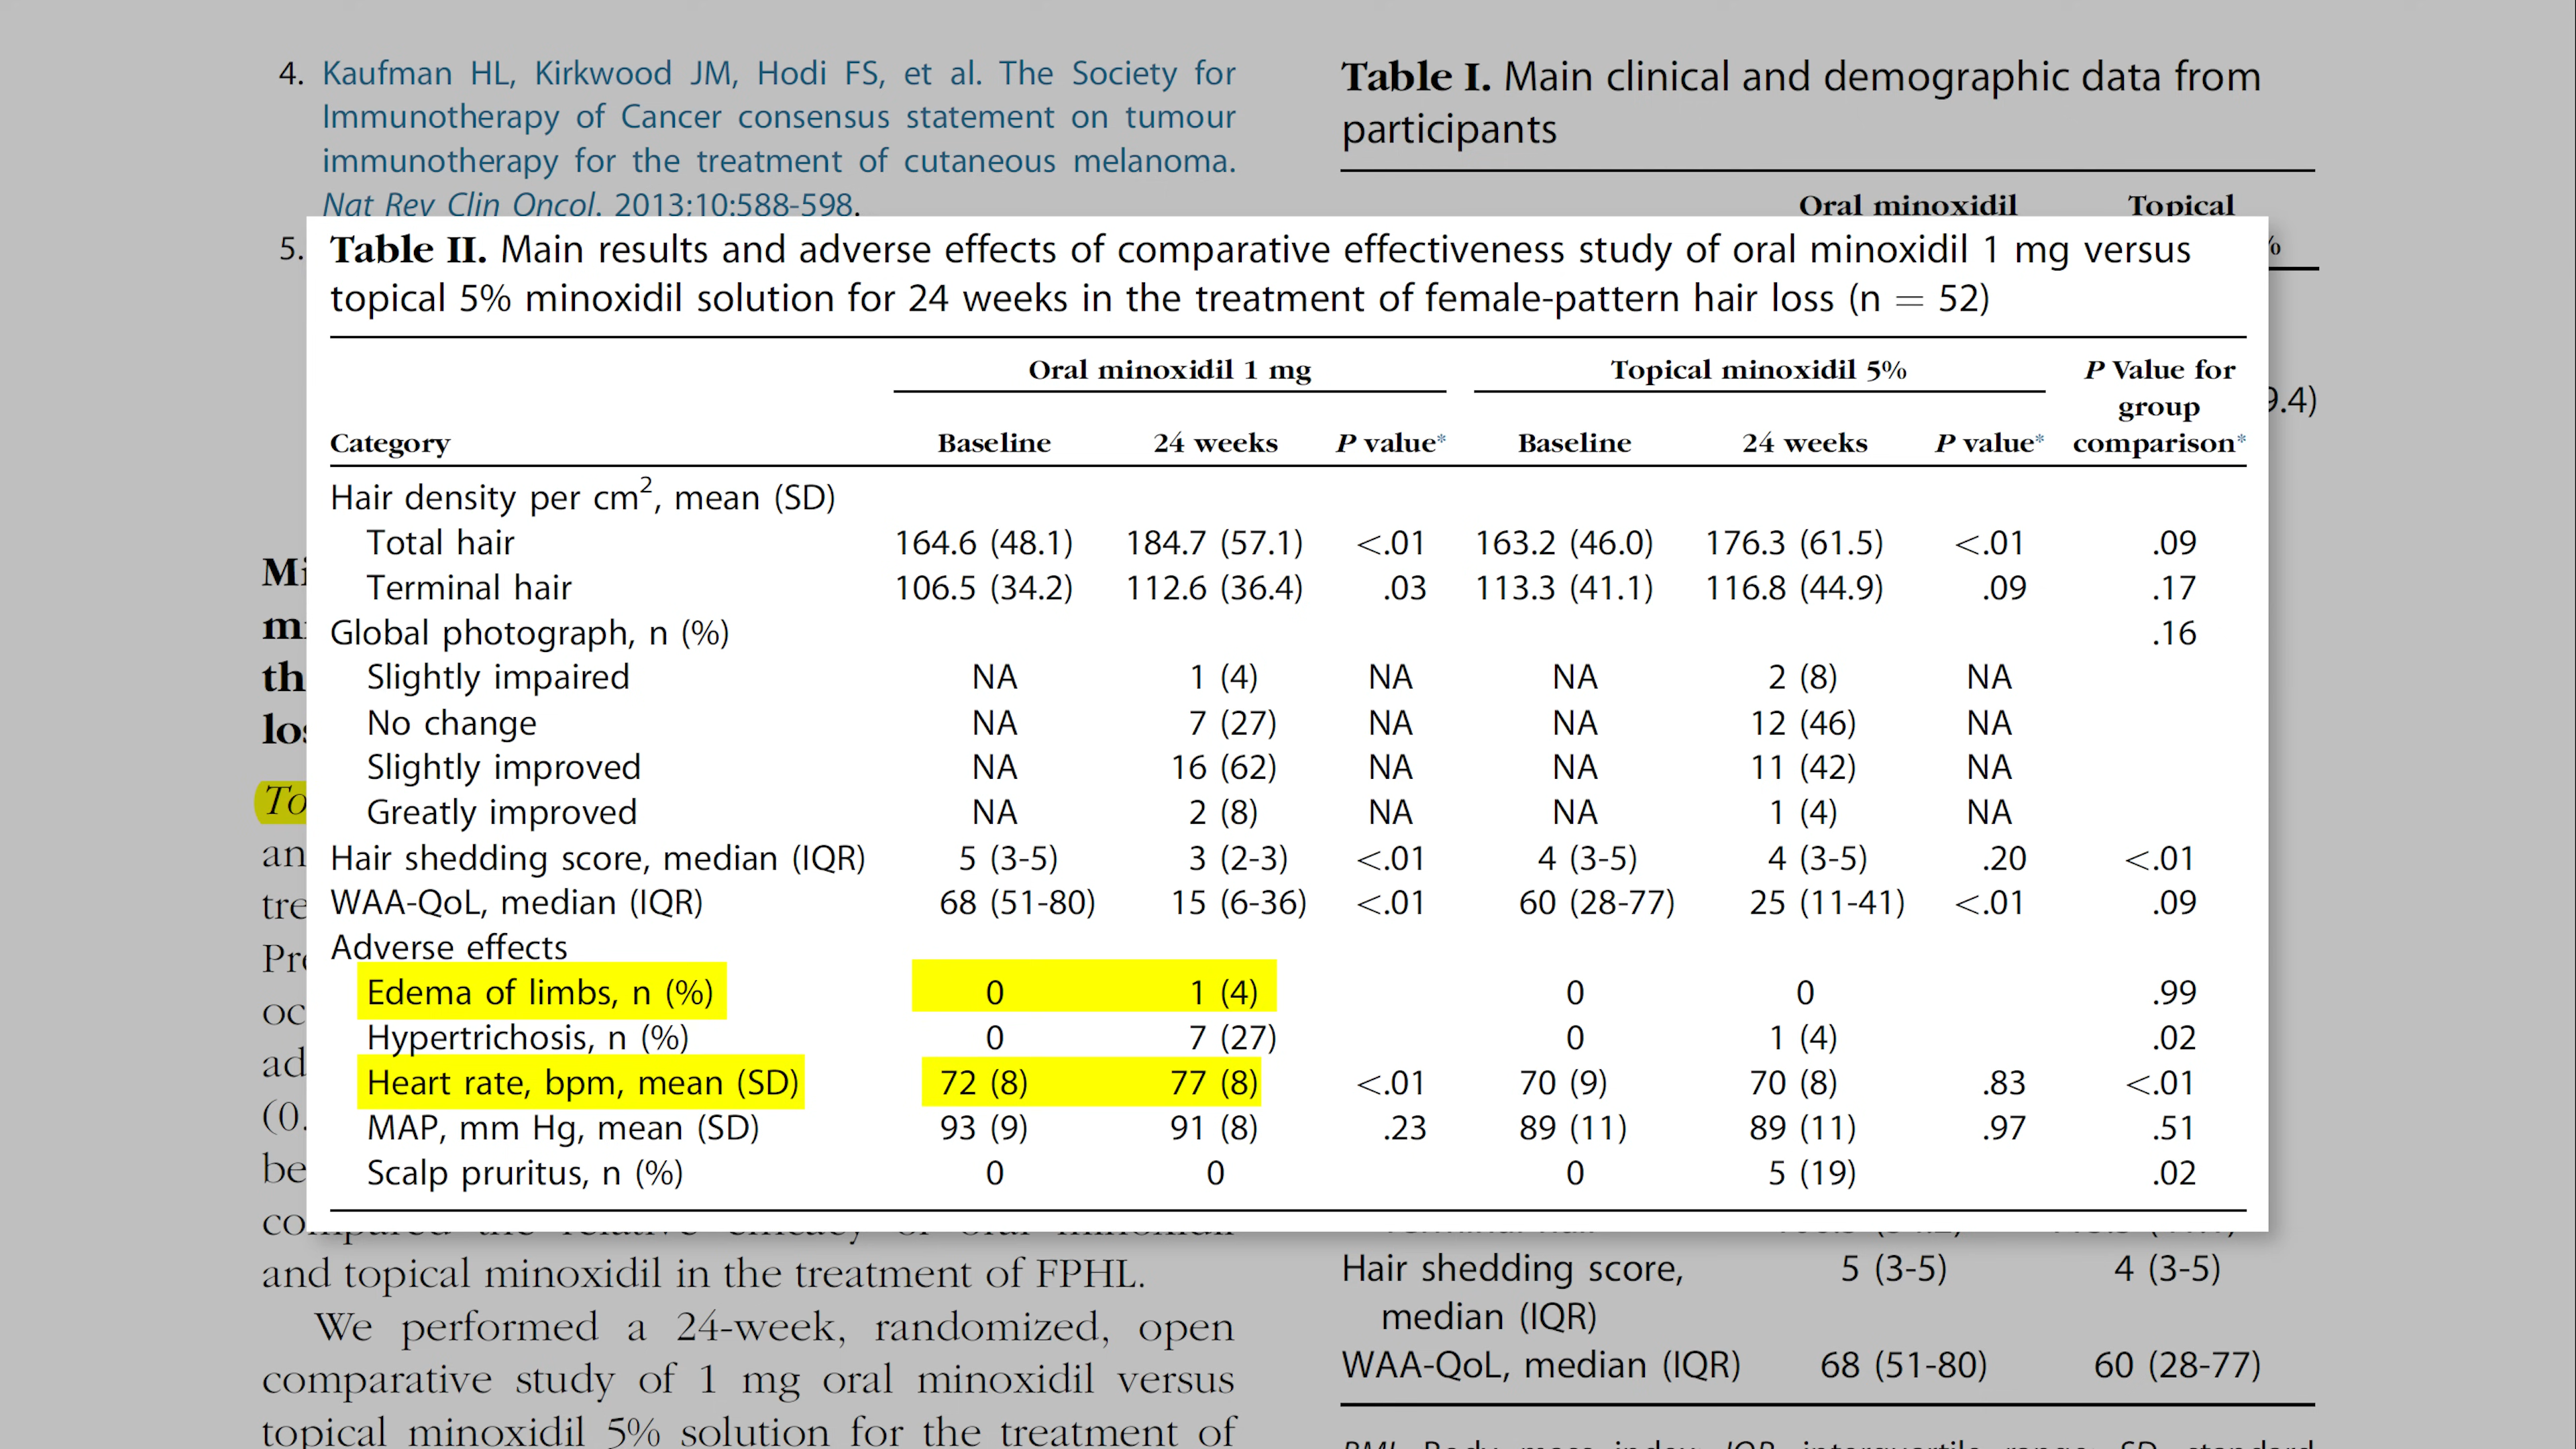 4. Kaufman HL, Kirkwood JM, Hodi FS, et al. The Society for
Immunotherapy of Cancer consensus statement on tumour
immunotherapy for the treatment of cutaneous melanoma.
Nat Rev Clin Oncol. 2013;10:588-598.
5.
Table I. Main clinical and demographic data from
participants
Oral minoxidil Topical
%
9.4)
Table II. Main results and adverse effects of comparative effectiveness study of oral minoxidil 1 mg versus
topical 5% minoxidil solution for 24 weeks in the treatment of female-pattern hair loss (n = 52)
Oral minoxidil 1 mg Topical minoxidil 5% P Value for
group
Category Baseline 24 weeks P value* Baseline 24 weeks P value* comparison*
Hair density per cm², mean (SD)
Total hair 164.6 (48.1) 184.7 (57.1) <.01 163.2 (46.0) 176.3 (61.5) <.01 .09
Terminal hair 106.5 (34.2) 112.6 (36.4) .03 113.3 (41.1) 116.8 (44.9) .09 .17
Global photograph, n (%) .16
Slightly impaired NA 1 (4) NA NA 2 (8) NA
No change NA 7 (27) NA NA 12 (46) NA
Slightly improved NA 16 (62) NA NA 11 (42) NA
Greatly improved NA 2 (8) NA NA 1 (4) NA
Hair shedding score, median (IQR) 5 (3-5) 3 (2-3) <.01 4 (3-5) 4 (3-5) .20 <.01
WAA-QoL, median (IQR) 68 (51-80) 15 (6-36) <.01 60 (28-77) 25 (11-41) <.01 .09
Adverse effects
Edema of limbs, n (%) 0 1 (4) 0 0 .99
Hypertrichosis, n (%) 0 7 (27) 0 1 (4) .02
Heart rate, bpm, mean (SD) 72 (8) 77 (8) <.01 70 (9) 70 (8) .83 <.01
MAP, mm Hg, mean (SD) 93 (9) 91 (8) .23 89 (11) 89 (11) .97 .51
Scalp pruritus, n (%) 0 0 0 5 (19) .02
compared the relative efficacy of oral minoxidil
and topical minoxidil in the treatment of FPHL.
We performed a 24-week, randomized, open
comparative study of 1 mg oral minoxidil versus
topical minoxidil 5% solution for the treatment of
Hair shedding score, 5 (3-5) 4 (3-5)
median (IQR)
WAA-QoL, median (IQR) 68 (51-80) 60 (28-77)